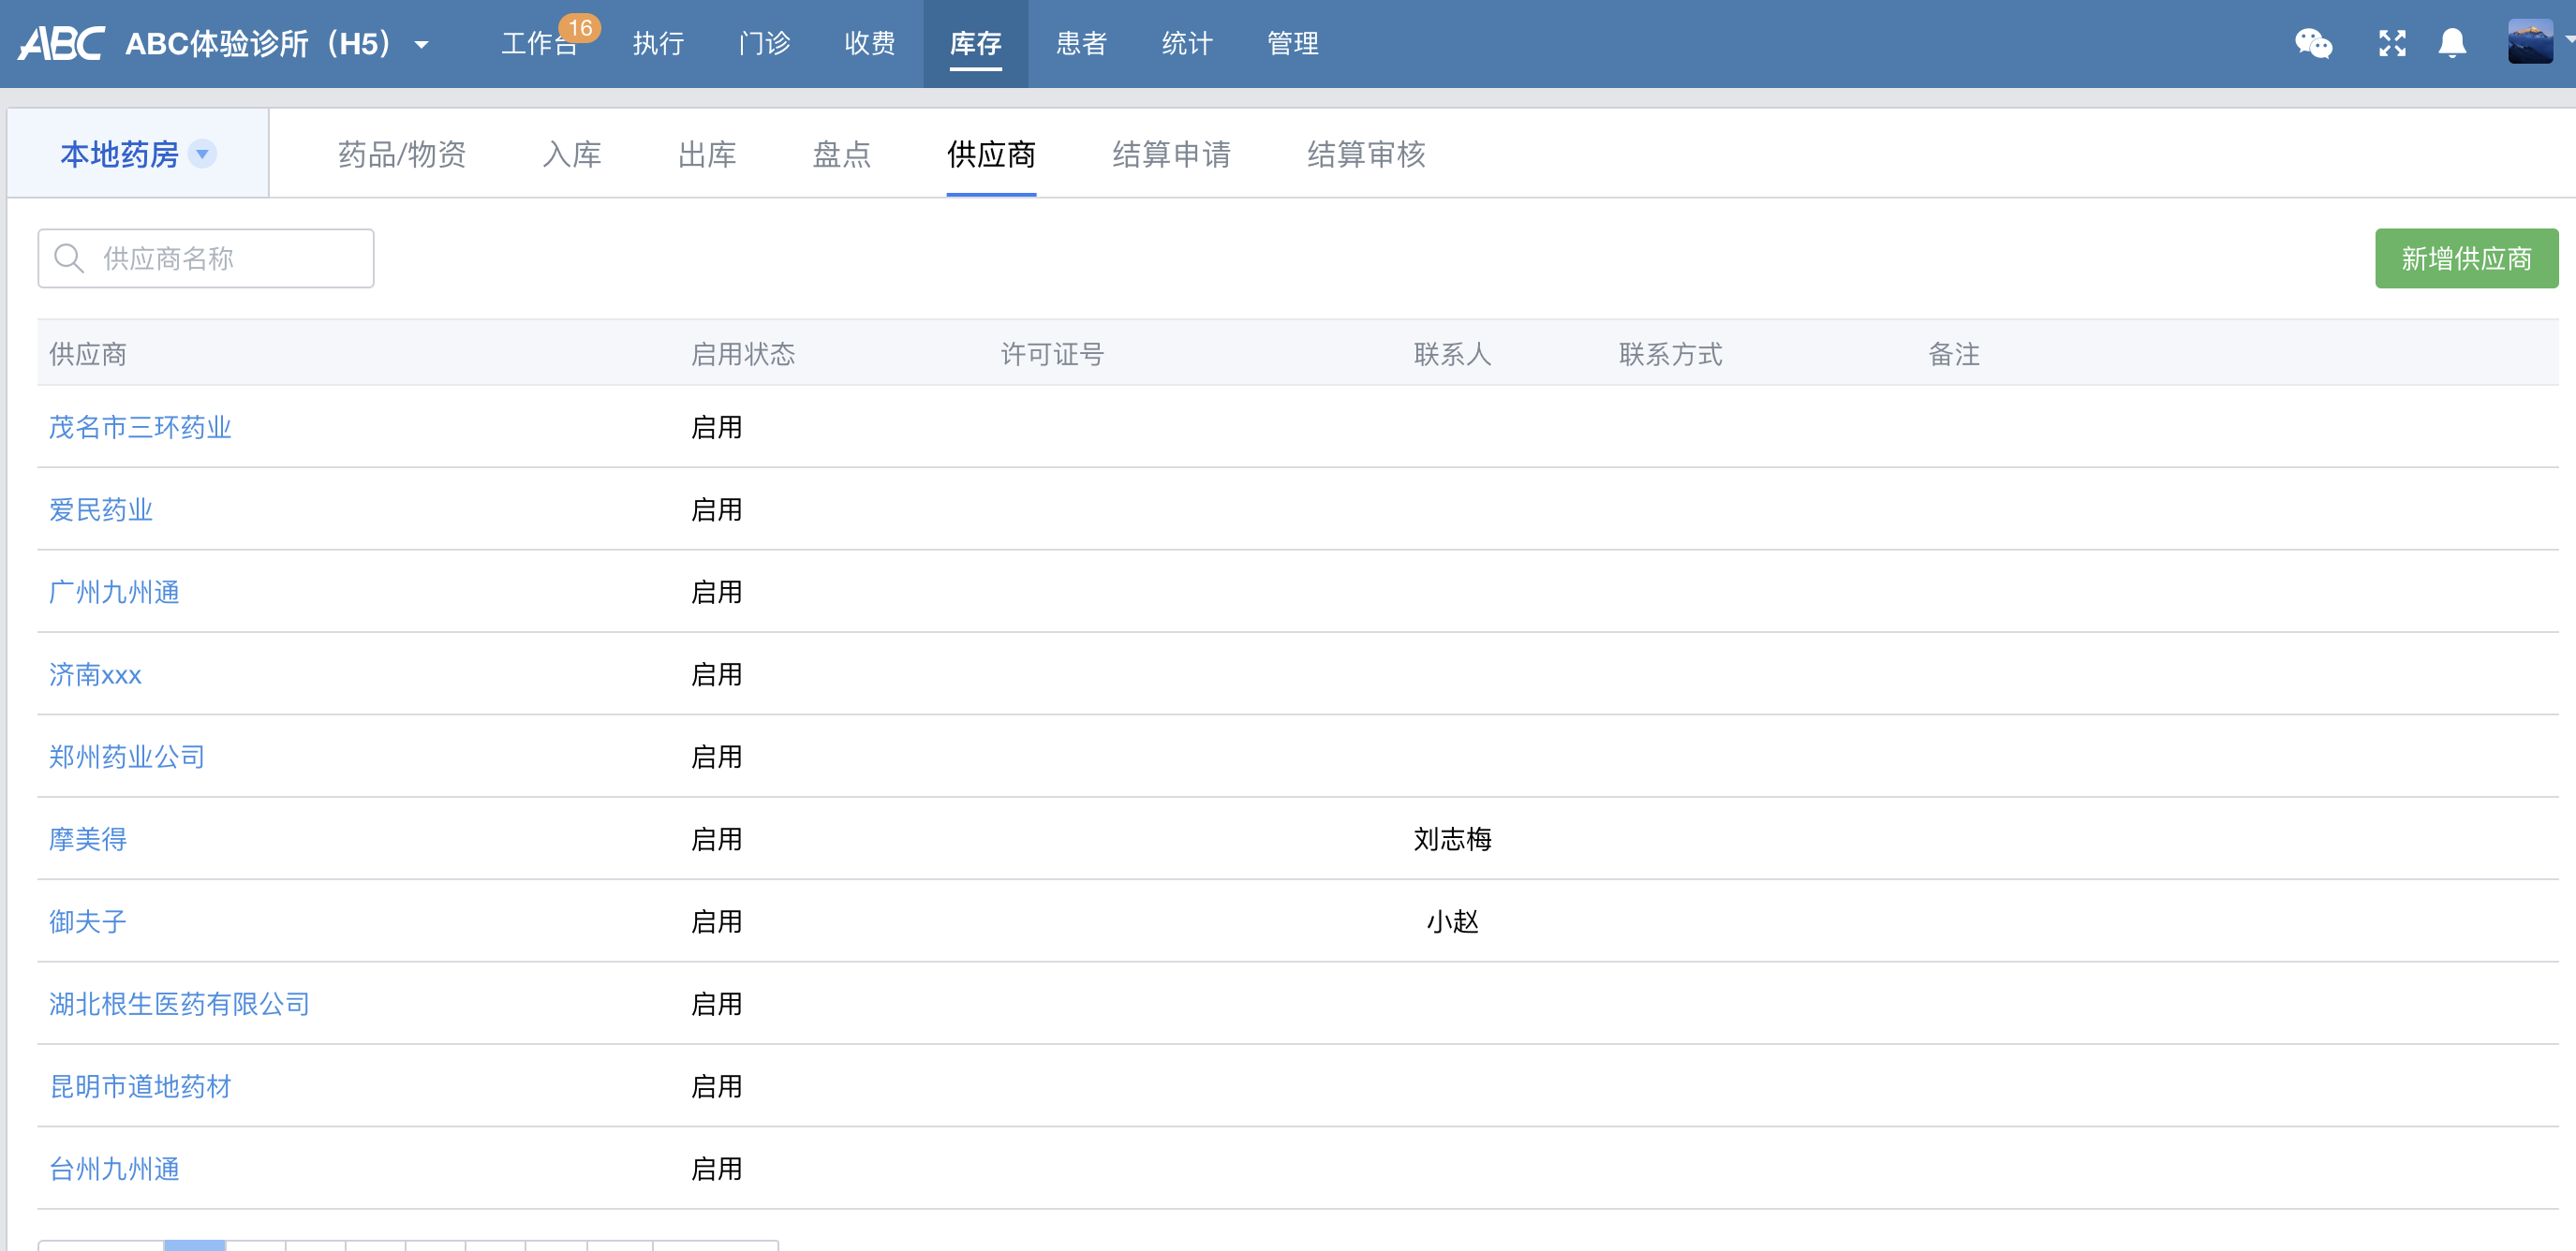 ABC ABC体验诊所（H5） 工作台 16 执行 门诊 收费 库存 患者 统计 管理
本地药房 药品/物资 入库 出库 盘点 供应商 结算申请 结算审核
供应商名称 新增供应商
供应商 启用状态 许可证号 联系人 联系方式 备注
茂名市三环药业 启用
爱民药业 启用
广州九州通 启用
济南xxx 启用
郑州药业公司 启用
摩美得 启用 刘志梅
御夫子 启用 小赵
湖北根生医药有限公司 启用
昆明市道地药材 启用
台州九州通 启用